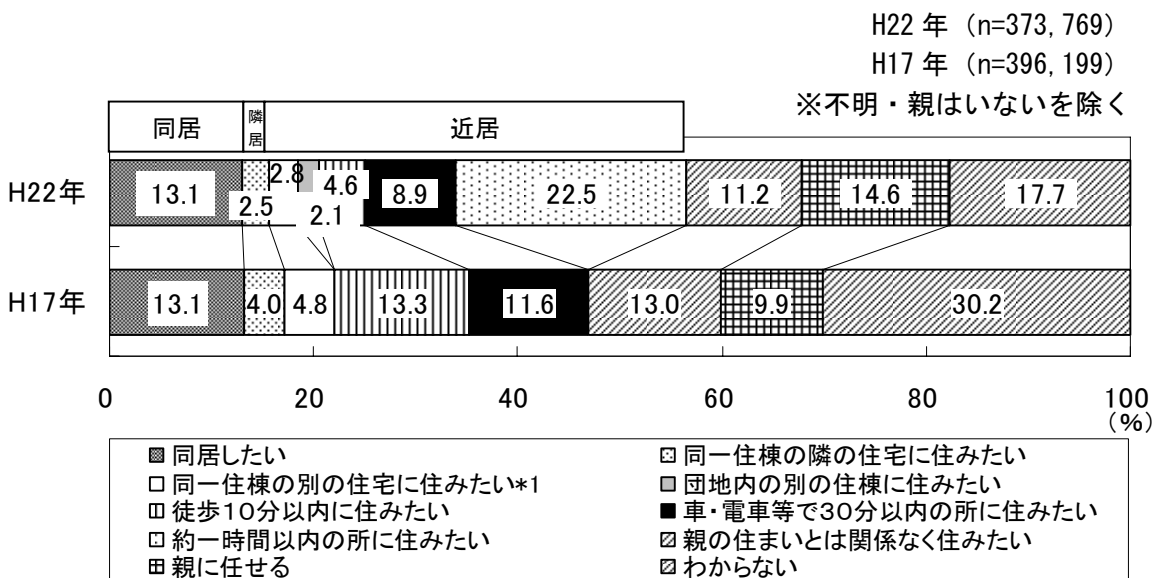 H22 年 (n=373,769)
H17 年 (n=396,199)
※不明・親はいないを除く
同居 隣居 近居
H22年 13.1 2.5 2.8 2.1 4.6 8.9 22.5 11.2 14.6 17.7
H17年 13.1 4.0 4.8 13.3 11.6 13.0 9.9 30.2
0 20 40 60 80 100
(%)
同居したい 同一住棟の隣の住宅に住みたい
同一住棟の別の住宅に住みたい*1 団地内の別の住棟に住みたい
徒歩10分以内に住みたい 車・電車等で30分以内の所に住みたい
約一時間以内の所に住みたい 親の住まいとは関係なく住みたい
親に任せる わからない